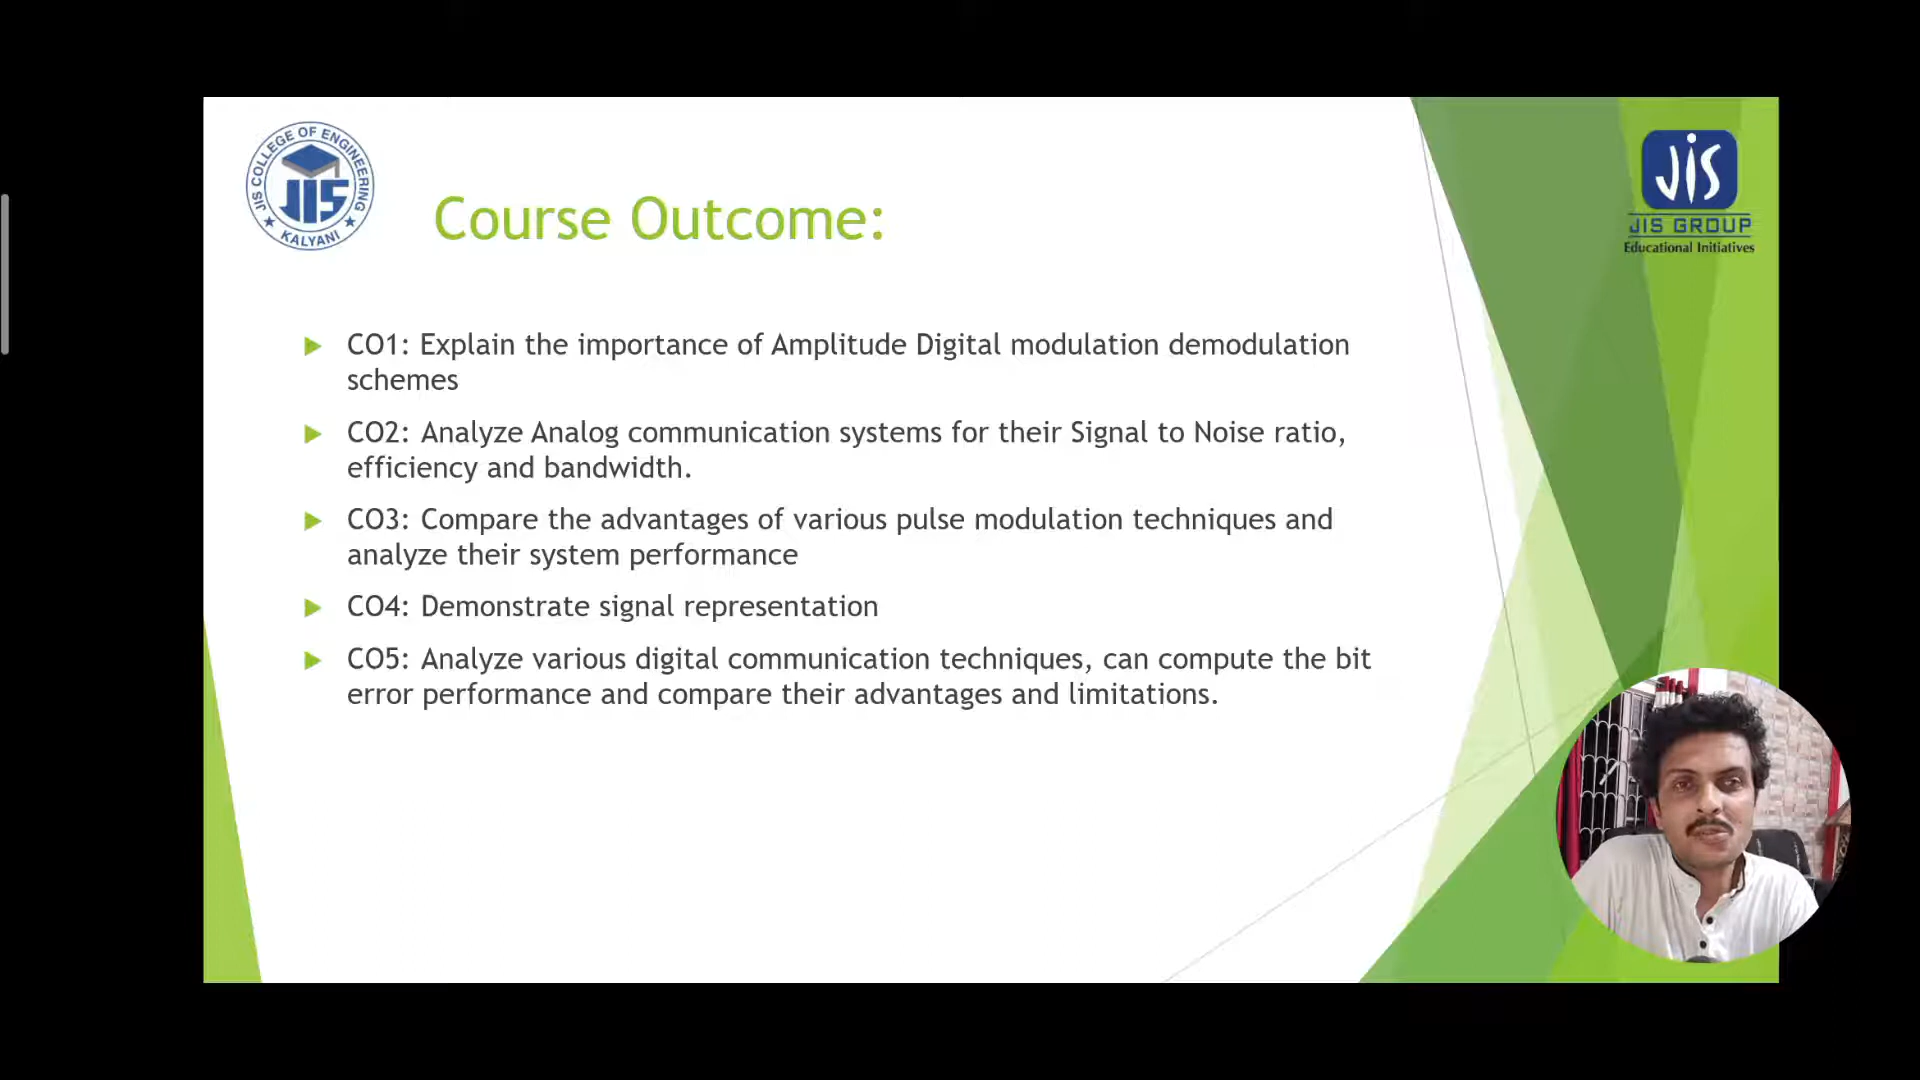 JIS COLLEGE OF ENGINEERING
JIS
KALYANI
Course Outcome:
JIS
JIS GROUP
Educational Initiatives
CO1: Explain the importance of Amplitude Digital modulation demodulation
schemes
CO2: Analyze Analog communication systems for their Signal to Noise ratio,
efficiency and bandwidth.
CO3: Compare the advantages of various pulse modulation techniques and
analyze their system performance
CO4: Demonstrate signal representation
CO5: Analyze various digital communication techniques, can compute the bit
error performance and compare their advantages and limitations.